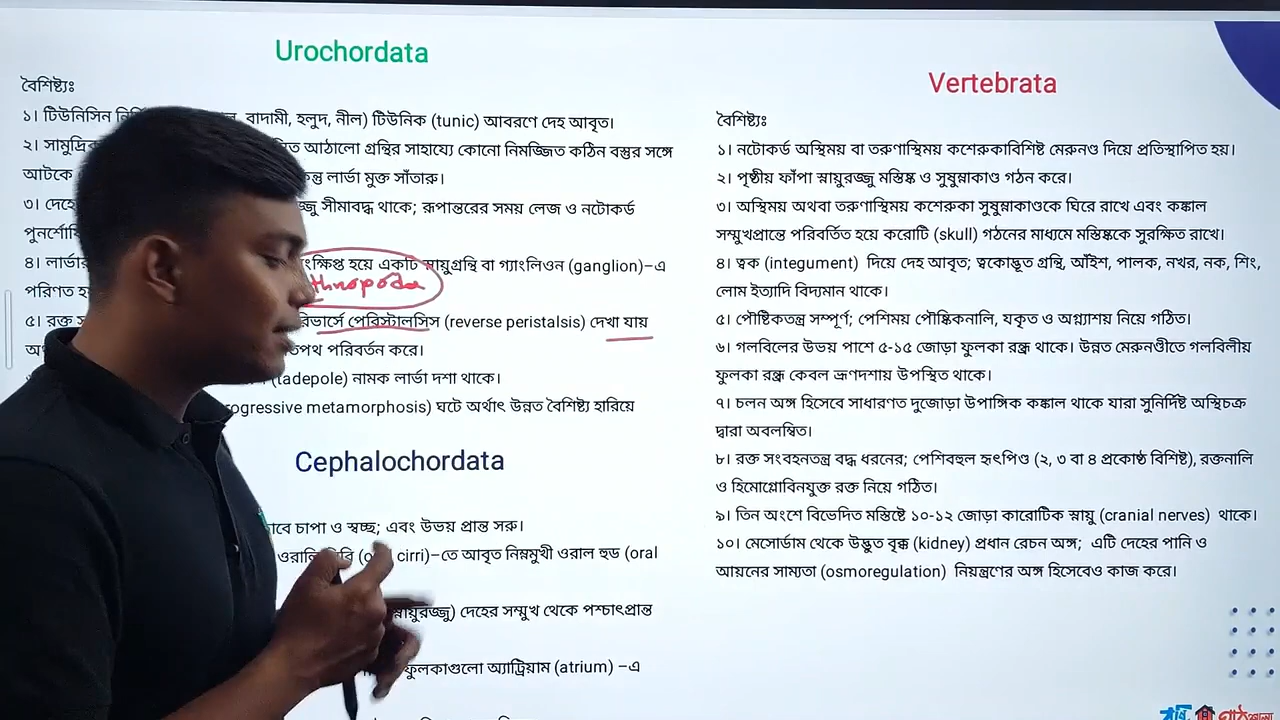 Urochordata
বৈশিষ্ট্যঃ
১। টিউনিসিন বাদামী, হলুদ, নীল) টিউনিক (tunic) আবরণে দেহ আবৃত।
২। আঠালো গ্রন্থির সাহায্যে কোনো নিমজ্জিত কঠিন বস্তুর সঙ্গে
আটকে লার্ভা মুক্ত সাঁতারু।
৩। দেহে সীমাবদ্ধ থাকে; রূপান্তরের সময় লেজ ও নটোকর্ড
৪। লার্ভার হয়ে একটি স্নায়ুগ্রন্থি বা গ্যাংলিওন (ganglion)–এ
thropoda
পরিণত
৫। রক্ত পেরিস্টালসিস (reverse peristalsis) দেখা যায়
পরিবর্তন করে।
(tadepole) নামক লার্ভা দশা থাকে।
rogressive metamorphosis) ঘটে অর্থাৎ উন্নত বৈশিষ্ট্য হারিয়ে
Cephalochordata
চাপা ও স্বচ্ছ; এবং উভয় প্রান্ত সরু।
cirri)–তে আবৃত নিম্নমুখী ওরাল হুড (oral
স্নায়ুরজ্জু) দেহের সম্মুখ থেকে পশ্চাৎপ্রান্ত
ফুলকাগুলো অ্যাট্রিয়াম (atrium) –এ
Vertebrata
বৈশিষ্ট্যঃ
১। নটোকর্ড অস্থিময় বা তরুণাস্থিময় কশেরুকাবিশিষ্ট মেরুদণ্ড দিয়ে প্রতিস্থাপিত হয়।
২। পৃষ্ঠীয় ফাঁপা স্নায়ুরজ্জু মস্তিষ্ক ও সুষুম্নাকাণ্ড গঠন করে।
৩। অস্থিময় অথবা তরুণাস্থিময় কশেরুকা সুষুম্নাকাণ্ডকে ঘিরে রাখে এবং কঙ্কাল
সম্মুখপ্রান্তে পরিবর্তিত হয়ে করোটি (skull) গঠনের মাধ্যমে মস্তিষ্ককে সুরক্ষিত রাখে।
৪। ত্বক (integument) দিয়ে দেহ আবৃত; ত্বকোদ্ভূত গ্রন্থি, আঁইশ, পালক, নখর, নক, শিং,
লোম ইত্যাদি বিদ্যমান থাকে।
৫। পৌষ্টিকতন্ত্র সম্পূর্ণ; পেশিময় পৌষ্কিকনালি, যকৃত ও অগ্ন্যাশয় নিয়ে গঠিত।
৬। গলবিলের উভয় পাশে ৫-১৫ জোড়া ফুলকা রন্ধ্র থাকে। উন্নত মেরুদণ্ডীতে গলবিলীয়
ফুলকা রন্ধ্র কেবল ভ্রূণদশায় উপস্থিত থাকে।
৭। চলন অঙ্গ হিসেবে সাধারণত দুজোড়া উপাঙ্গিক কঙ্কাল থাকে যারা সুনির্দিষ্ট অস্থিচক্র
দ্বারা অবলম্বিত।
৮। রক্ত সংবহনতন্ত্র বদ্ধ ধরনের; পেশিবহুল হৃৎপিণ্ড (২, ৩ বা ৪ প্রকোষ্ঠ বিশিষ্ট), রক্তনালি
ও হিমোগ্লোবিনযুক্ত রক্ত নিয়ে গঠিত।
৯। তিন অংশে বিভেদিত মস্তিষ্টে ১০-১২ জোড়া কারোটিক স্নায়ু (cranial nerves) থাকে।
১০। মেসোর্ডাম থেকে উদ্ভুত বৃক্ক (kidney) প্রধান রেচন অঙ্গ; এটি দেহের পানি ও
আয়নের সাম্যতা (osmoregulation) নিয়ন্ত্রণের অঙ্গ হিসেবেও কাজ করে।